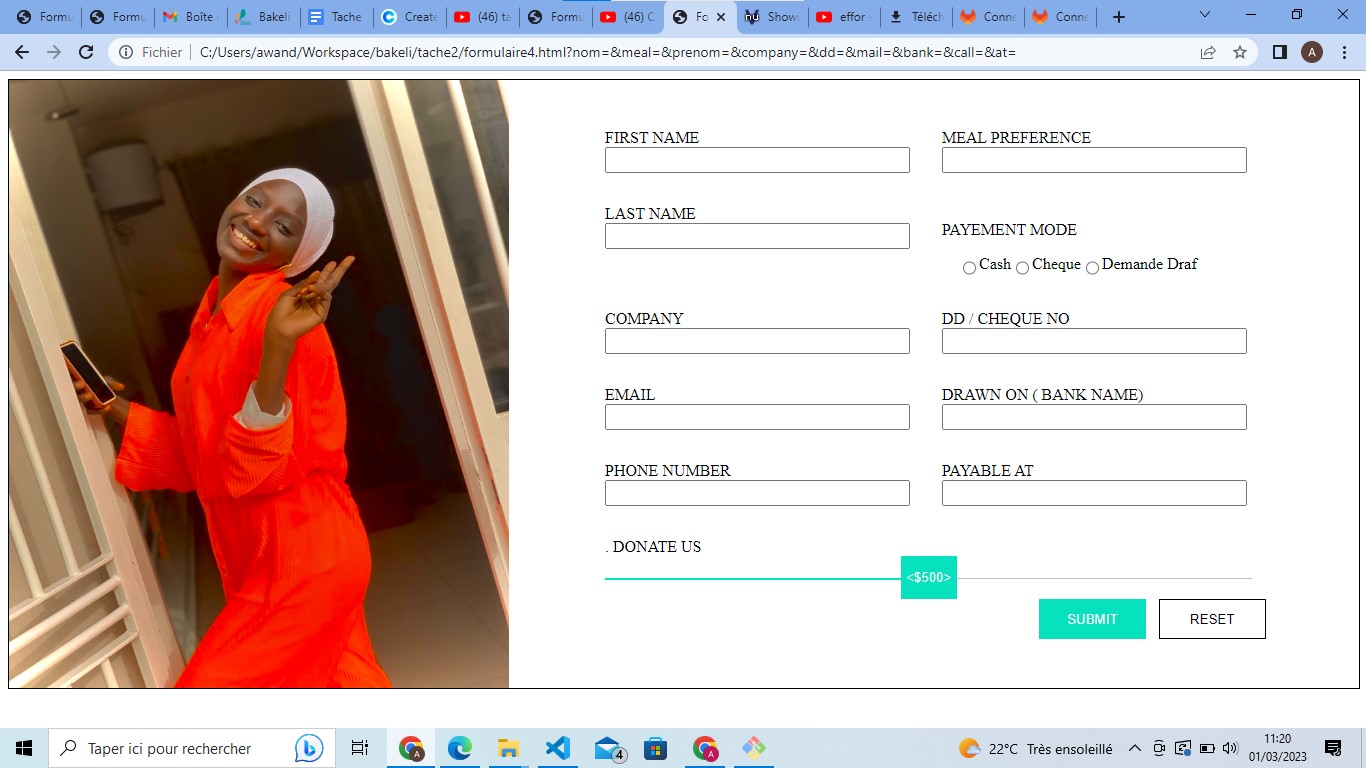 Formu
Formu
Boîte
Bakeli
Tache
Create
(46) ta
Formu
(46) C
Fo
Showi
effor -
Téléch
Conne
Conne
Fichier
C:/Users/awand/Workspace/bakeli/tache2/formulaire4.html?nom=&meal=&prenom=&company=&dd=&mail=&bank=&call=&at=
A
FIRST NAME
MEAL PREFERENCE
LAST NAME
PAYEMENT MODE
Cash Cheque Demande Draf
COMPANY
DD / CHEQUE NO
EMAIL
DRAWN ON ( BANK NAME)
PHONE NUMBER
PAYABLE AT
. DONATE US
<$500>
SUBMIT
RESET
Taper ici pour rechercher
4
22°C Très ensoleillé
11:20
01/03/2023